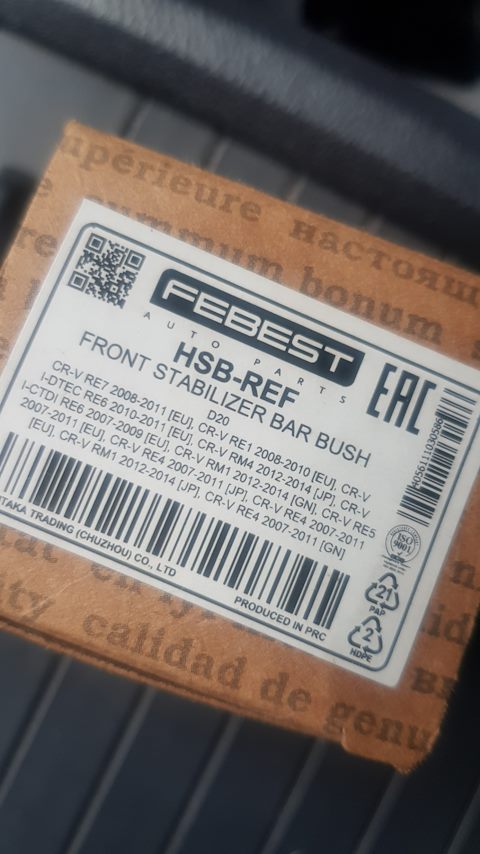 upérieure настоящ
summum bonum
FEBEST
AUTO PARTS
HSB-REF
FRONT STABILIZER BAR BUSH
D20
CR-V RE7 2008-2011 [EU], CR-V RE1 2008-2010 [EU], CR-V
I-DTEC RE6 2010-2011 [EU], CR-V RM4 2012-2014 [JP], CR-V
I-CTDI RE6 2007-2009 [EU], CR-V RM1 2012-2014 [GN], CR-V RE5
2007-2011 [EU], CR-V RE4 2007-2011 [JP], CR-V RE4 2007-2011
[EU], CR-V RM1 2012-2014 [JP], CR-V RE4 2007-2011 [GN]
EAC
ISO
9001
21
PAP
2
HDPE
TAKA TRADING (CHUZHOU) CO., LTD
PRODUCED IN PRC
calidad de genu